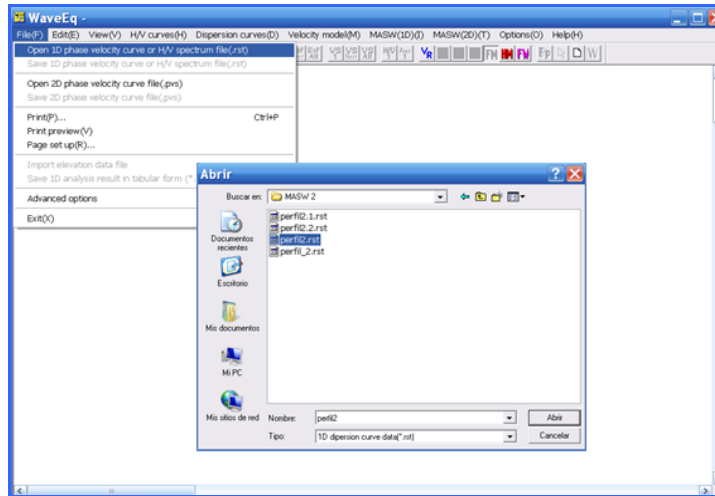 WaveEq -
File(F) Edit(E) View(V) H/V curves(H) Dispersion curves(D) Velocity model(M) MASW(1D)(I) MASW(2D)(T) Options(O) Help(H)
Open 1D phase velocity curve or H/V spectrum file(.rst)
Save 1D phase velocity curve or H/V spectrum file(.rst)
Open 2D phase velocity curve file(.pvs)
Save 2D phase velocity curve file(.pvs)
Print(P)... Ctrl+P
Print preview(V)
Page set up(R)...
Import elevation data file
Save 1D analysis result in tabular form (*.
Advanced options
Exit(X)
Abrir
Buscar en: MASW 2
perfil2.1.rst
perfil2.2.rst
perfil2.rst
perfil_2.rst
Documentos
recientes
Escritorio
Mis documentos
Mi PC
Mis sitios de red
Nombre: perfil2 Abrir
Tipo: 1D dipersion curve data(*.rst) Cancelar